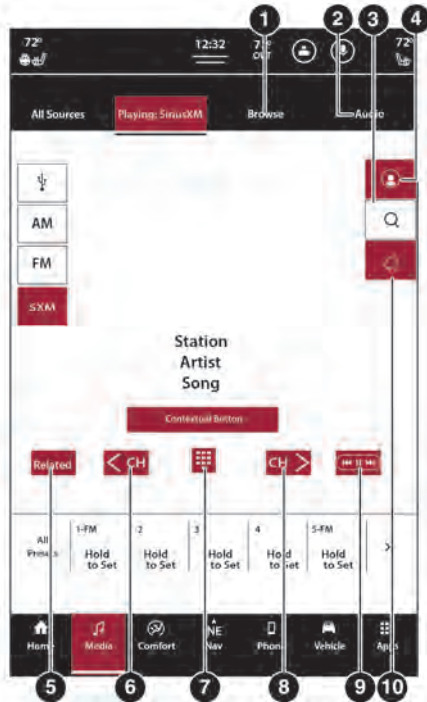 1 2 3 4
72° 12:32 7_° OUT 72°
All Sources Playing: SiriusXM Browse Audio
AM
FM
SXM
Station
Artist
Song
Contextual Button
Related < CH CH >
All Presets
1-FM Hold to Set
2 Hold to Set
3 Hold to Set
4 Hold to Set
5-FM Hold to Set
>
Home Media Comfort NE Nav Phone Vehicle Apps
5 6 7 8 9 10